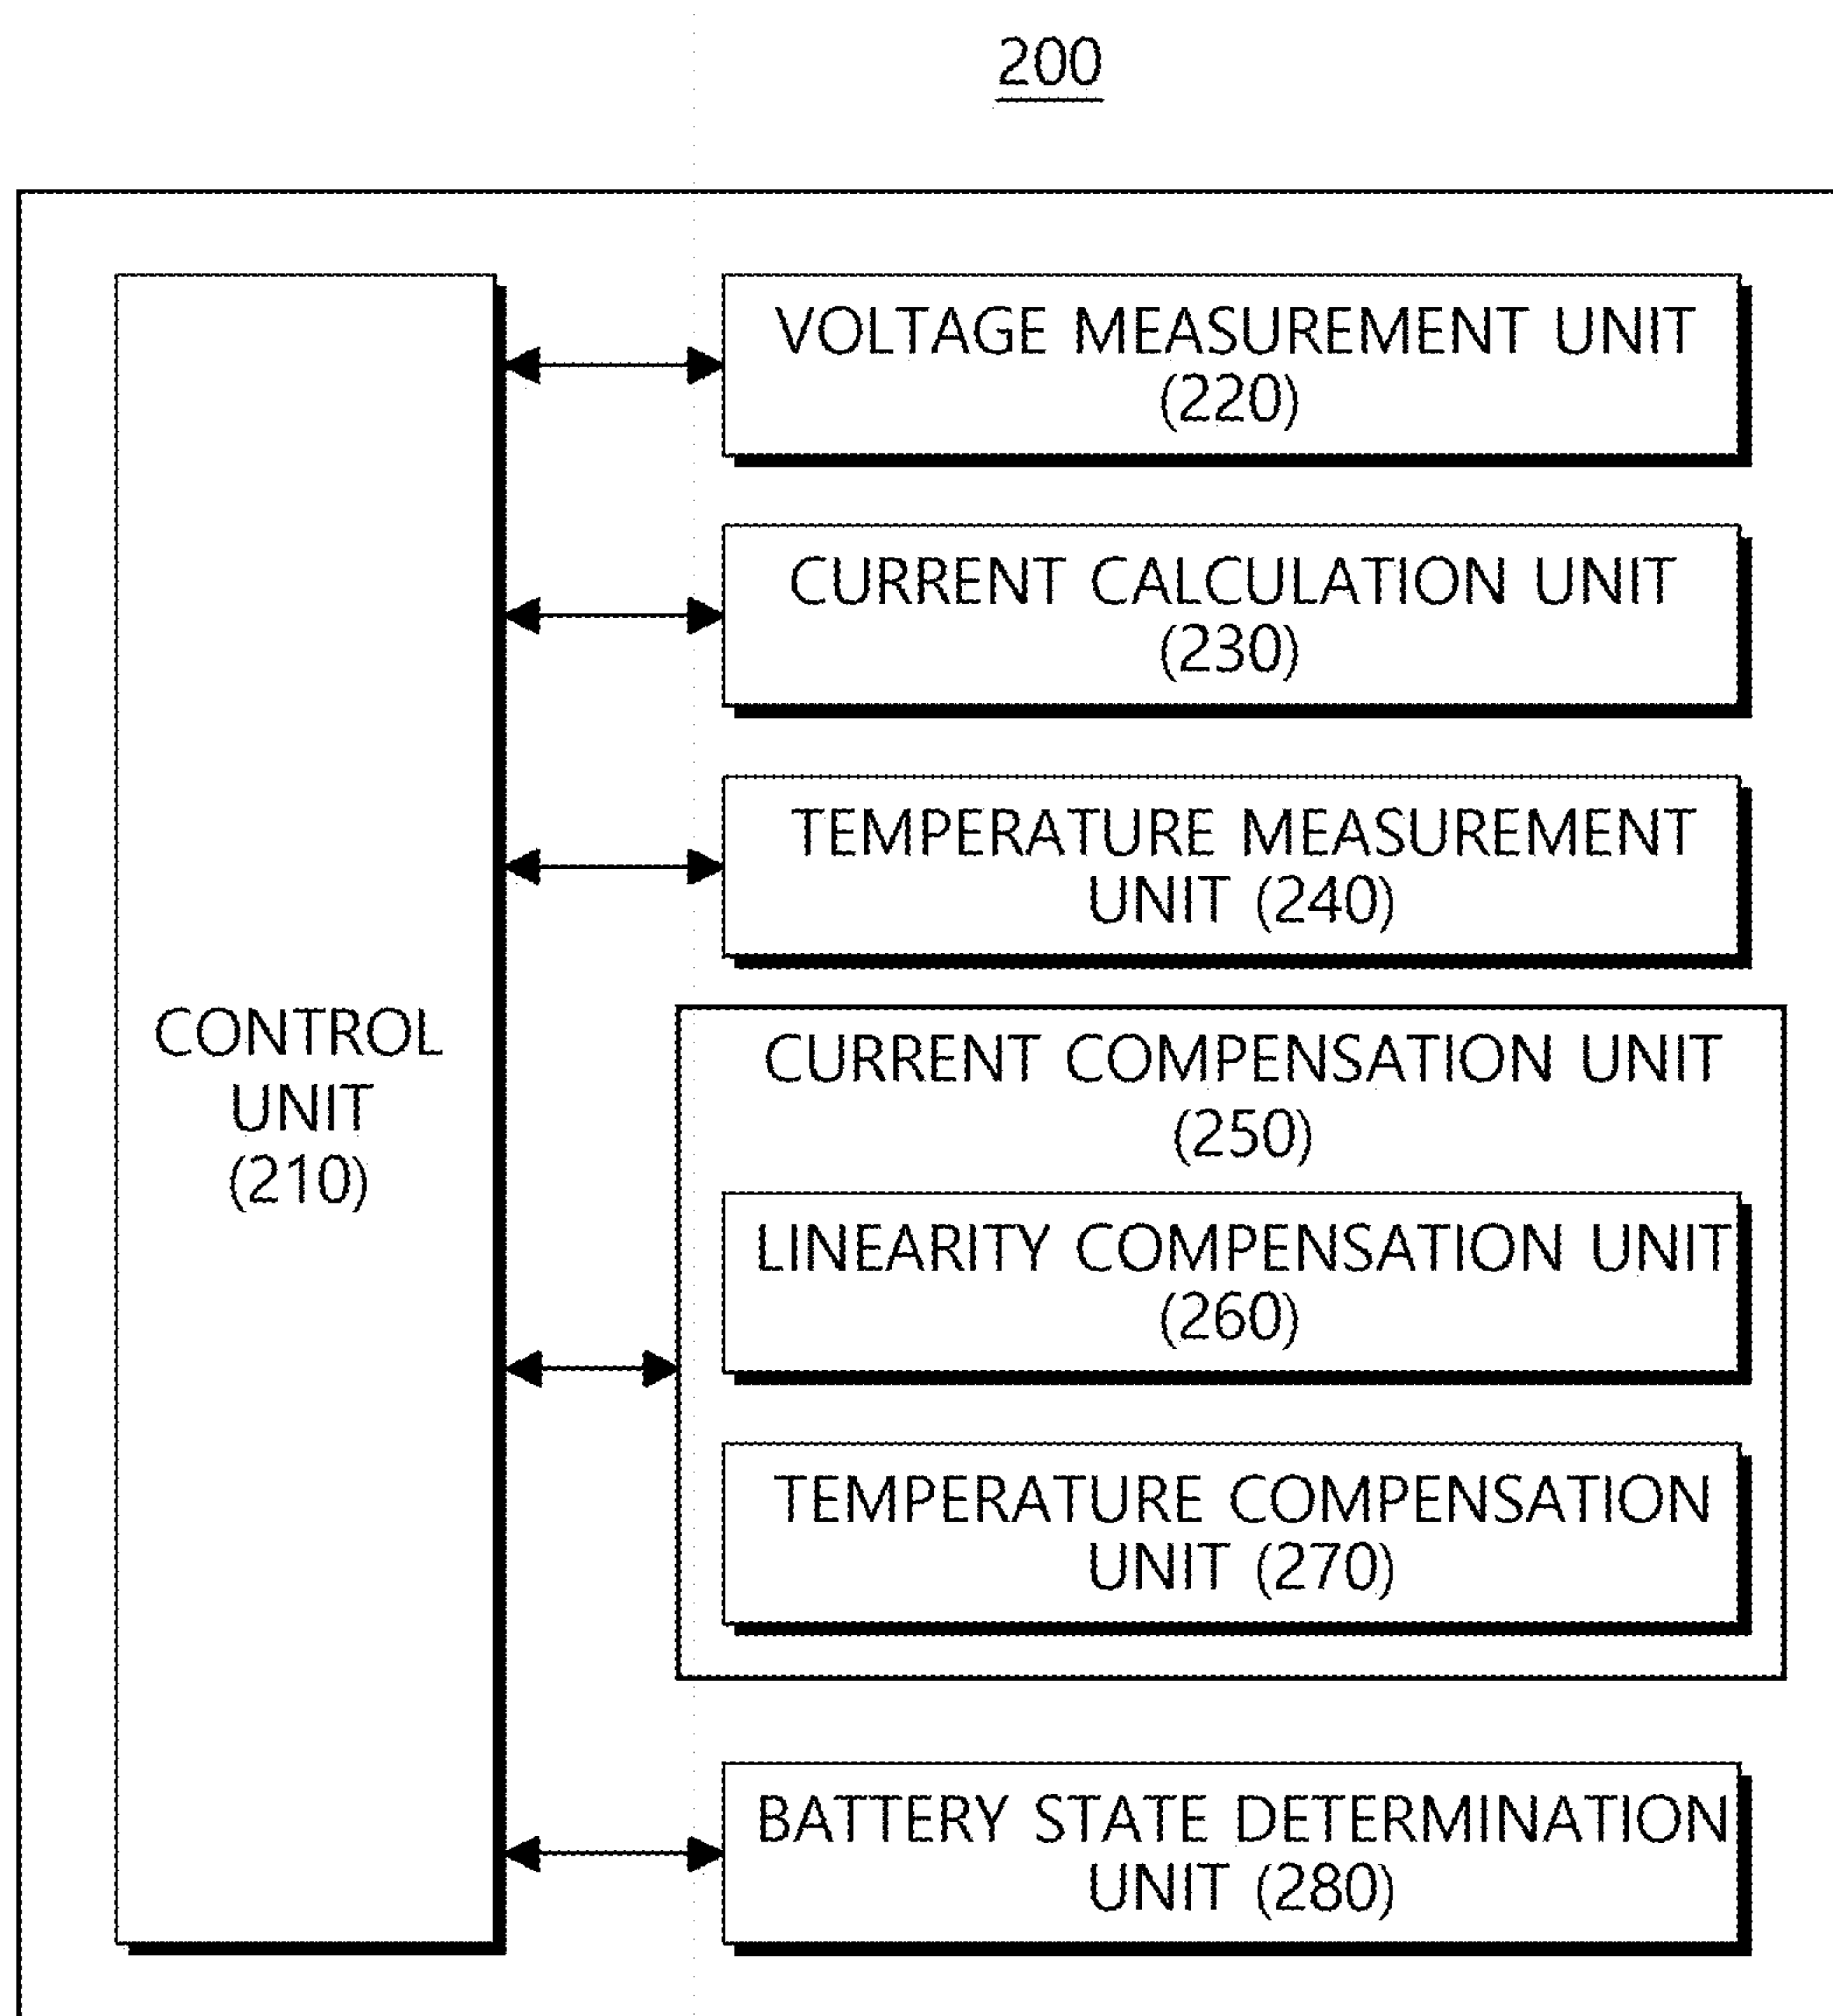 200
VOLTAGE MEASUREMENT UNIT
(220)
CURRENT CALCULATION UNIT
(230)
TEMPERATURE MEASUREMENT
UNIT (240)
CONTROL
UNIT
(210)
CURRENT COMPENSATION UNIT
(250)
LINEARITY COMPENSATION UNIT
(260)
TEMPERATURE COMPENSATION
UNIT (270)
BATTERY STATE DETERMINATION
UNIT (280)